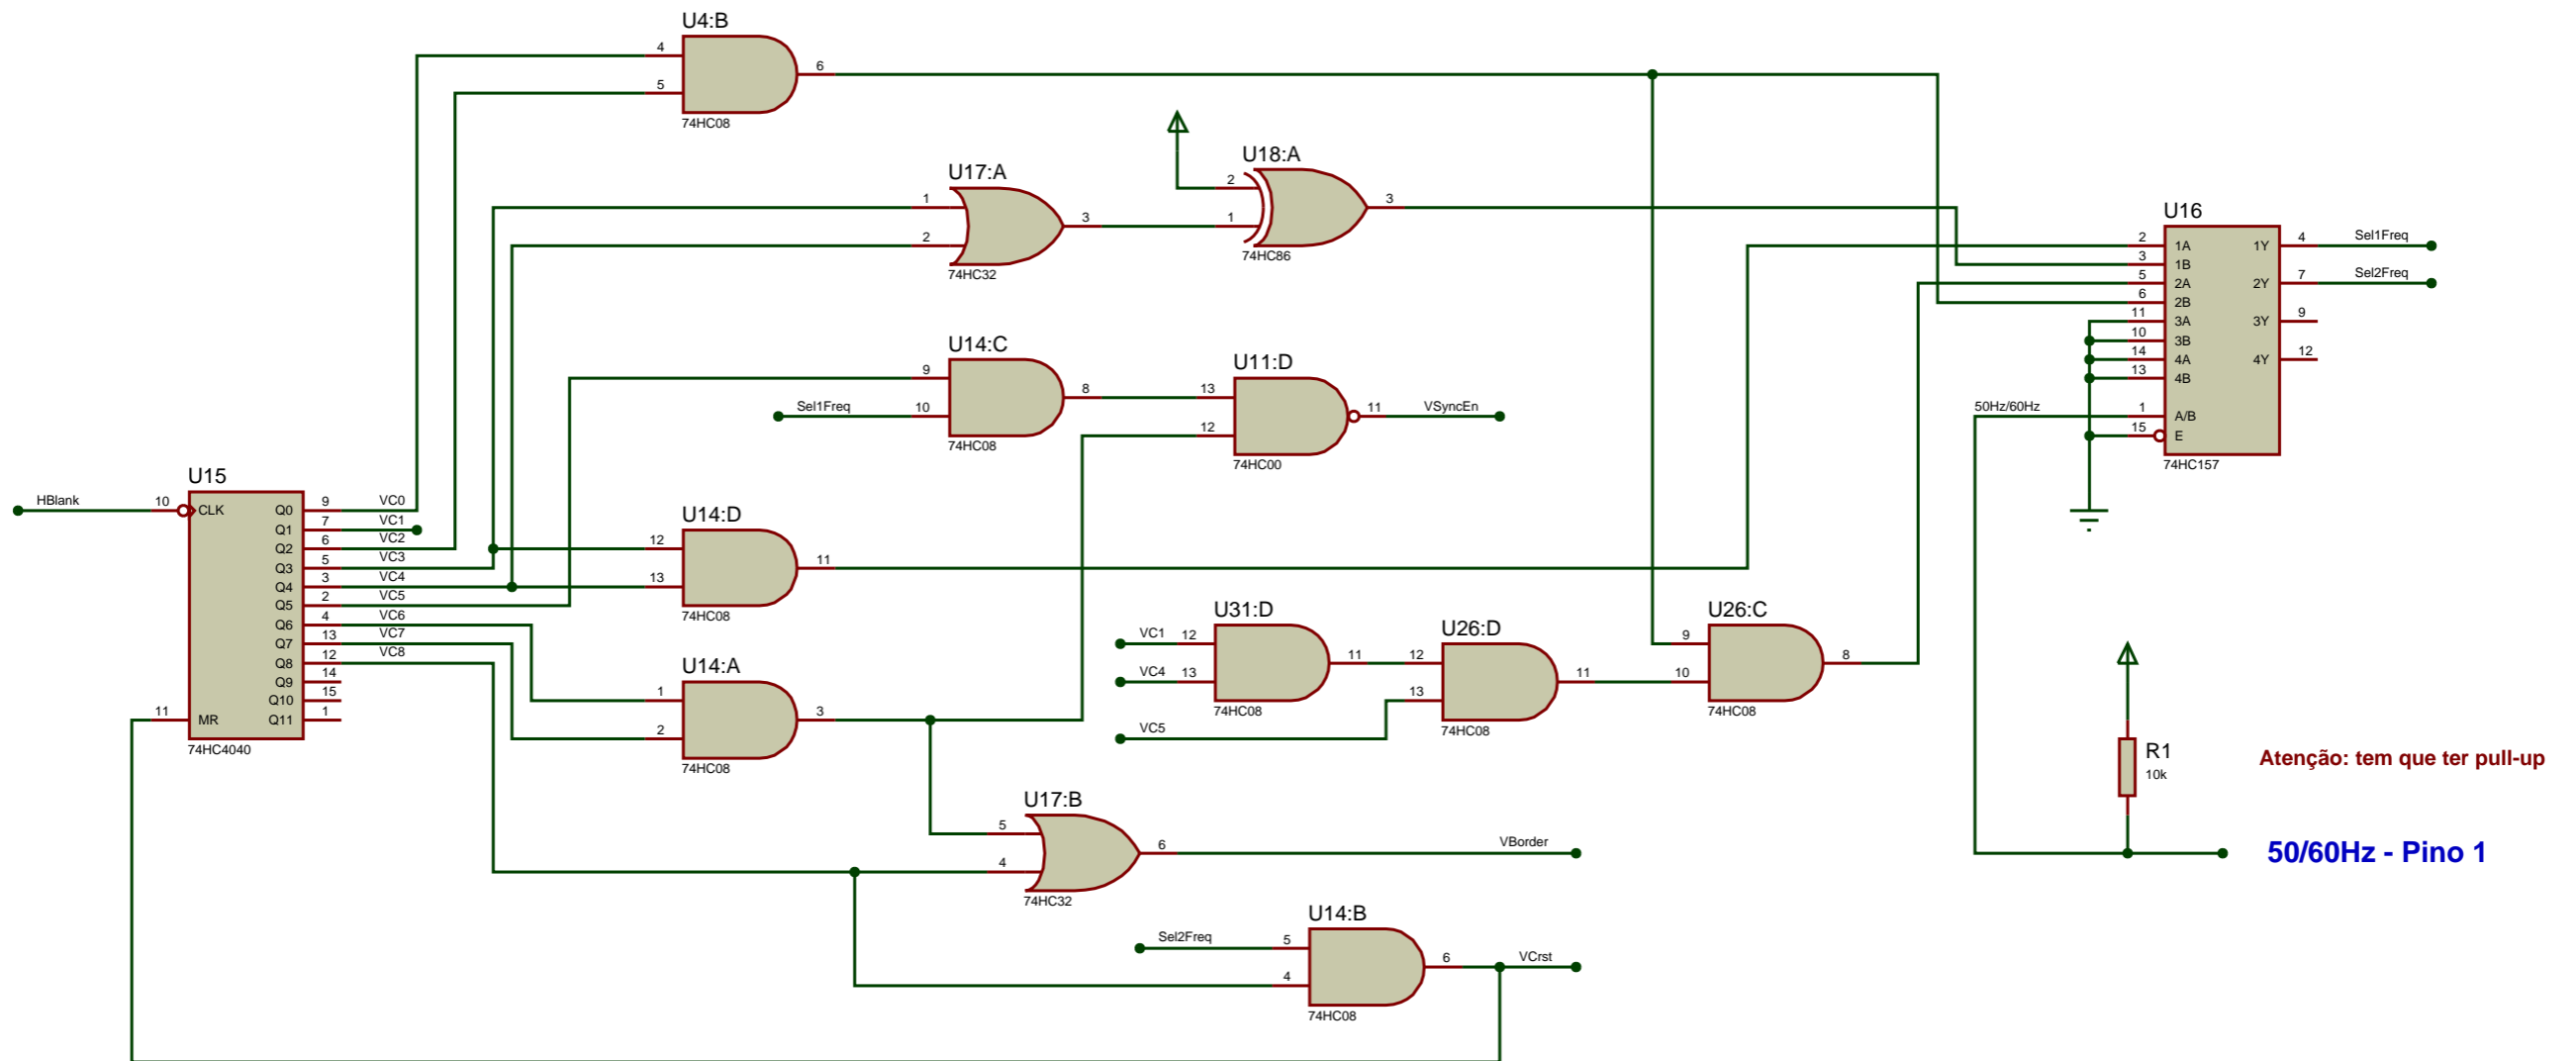 U4:B
4
5
6
74HC08
U17:A
1
2
3
74HC32
U18:A
2
1
3
74HC86
U16
2 1A 1Y 4 Sel1Freq
3 1B
5 2A 2Y 7 Sel2Freq
6 2B
11 3A 3Y 9
10 3B
14 4A 4Y 12
13 4B
50Hz/60Hz 1 A/B
15 E
74HC157
U14:C
9
Sel1Freq 10
8
74HC08
U11:D
13
12
11 VSyncEn
74HC00
U15
HBlank 10 CLK Q0 9 VC0
Q1 7 VC1
Q2 6 VC2
Q3 5 VC3
Q4 3 VC4
Q5 2 VC5
Q6 4 VC6
Q7 13 VC7
Q8 12 VC8
Q9 14
Q10 15
11 MR Q11 1
74HC4040
U14:D
12
13
11
74HC08
U14:A
1
2
3
74HC08
U31:D
VC1 12
VC4 13
11
74HC08
VC5
U26:D
12
13
11
74HC08
U26:C
9
10
8
74HC08
R1
10k
Atenção: tem que ter pull-up
50/60Hz - Pino 1
U17:B
5
4
6 VBorder
74HC32
U14:B
Sel2Freq 5
4
6 VCrst
74HC08